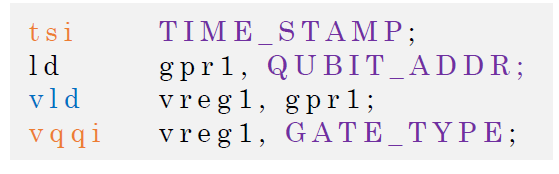 tsi TIME_STAMP;
ld gpr1, QUBIT_ADDR;
vld vreg1, gpr1;
vqqi vreg1, GATE_TYPE;